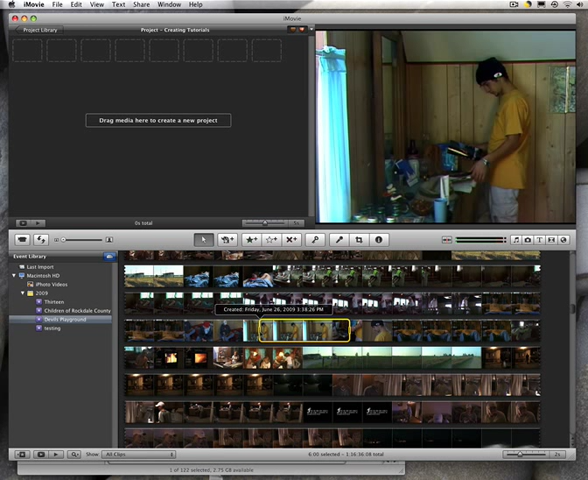 iMovie File Edit View Text Share Window Help
iMovie
Project Library Project - Creating Tutorials
Drag media here to create a new project
0s total
Event Library
Last Import
Macintosh HD
iPhoto Videos
2009
Thirteen
Children of Rockdale County
Devils Playground
texting
Created: Friday, June 26, 2009 3:38:26 PM
Show All Clips 6:00 selected - 1:16:36:08 total 2s
1 of 122 selected, 2.75 GB available